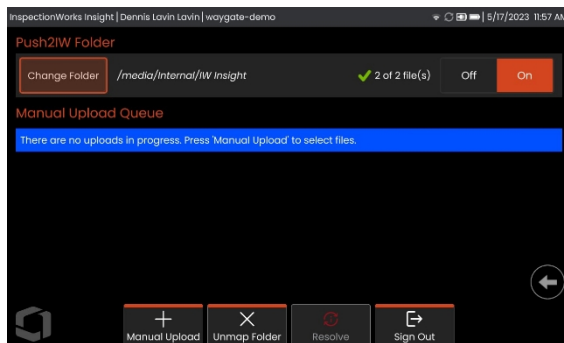 InspectionWorks Insight | Dennis Lavin Lavin | waygate-demo 5/17/2023 11:57 AM
Push2IW Folder
Change Folder /media/Internal/IW Insight 2 of 2 file(s) Off On
Manual Upload Queue
There are no uploads in progress. Press 'Manual Upload' to select files.
Manual Upload Unmap Folder Resolve Sign Out